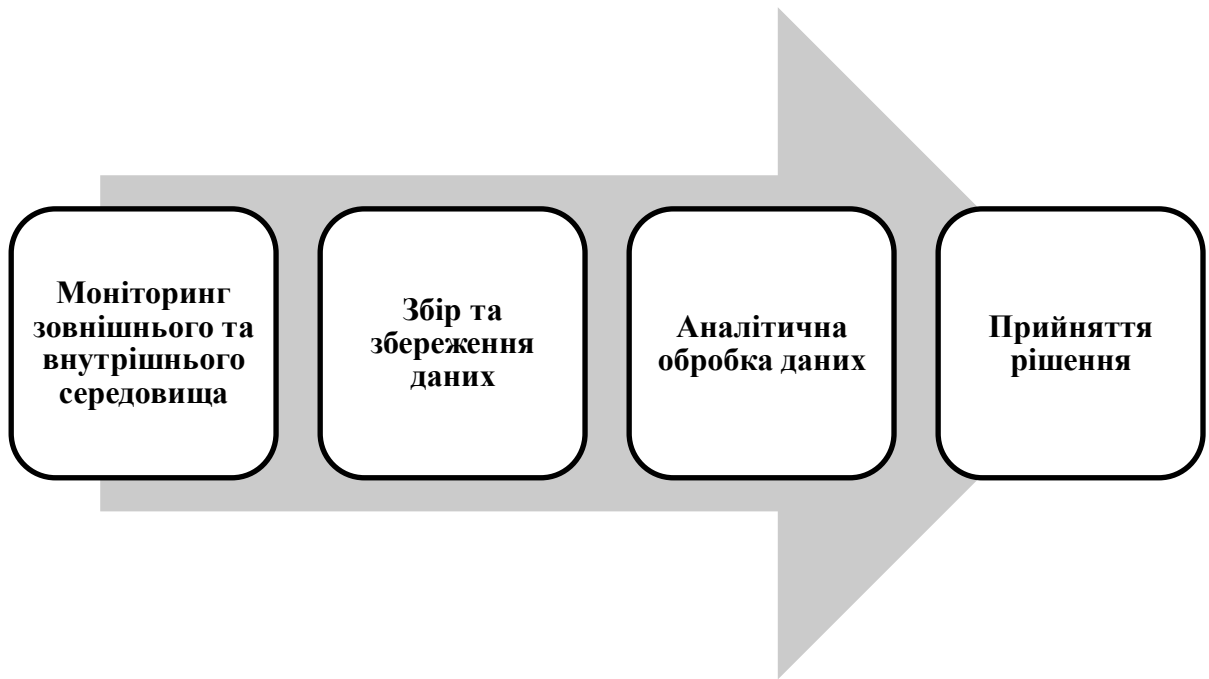 Моніторинг
зовнішнього та
внутрішнього
середовища
Збір та
збереження
даних
Аналітична
обробка даних
Прийняття
рішення